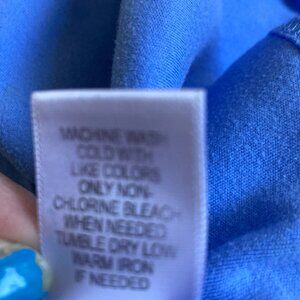 MACHINE WASH
COLD WITH
LIKE COLORS
ONLY NON-
CHLORINE BLEACH
WHEN NEEDED
TUMBLE DRY LOW
WARM IRON
IF NEEDED